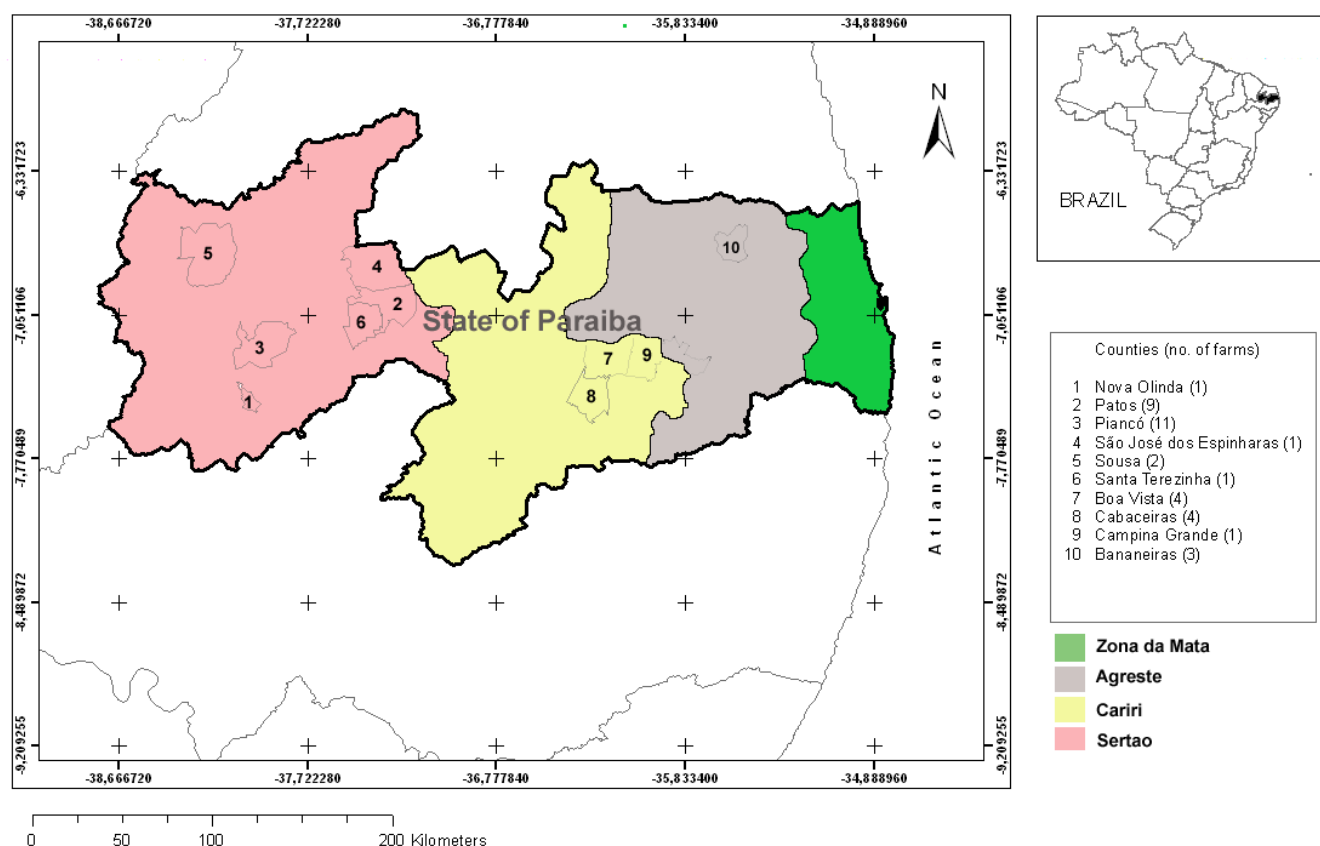 -38,666720 -37,722280 -36,777840 -35,833400 -34,888960
N
BRAZIL
-6,331723 -6,331723
5
10
4
2
-7,051106 State of Paraiba -7,051106
6
3
7 9
8
1
Atlantic Ocean
-7,770489 -7,770489
-8,489872 -8,489872
-9,209255 -9,209255
-38,666720 -37,722280 -36,777840 -35,833400 -34,888960
0 50 100 200 Kilometers
Counties (no. of farms)
1 Nova Olinda (1)
2 Patos (9)
3 Piancó (11)
4 São José dos Espinharas (1)
5 Sousa (2)
6 Santa Terezinha (1)
7 Boa Vista (4)
8 Cabaceiras (4)
9 Campina Grande (1)
10 Bananeiras (3)
Zona da Mata
Agreste
Cariri
Sertao